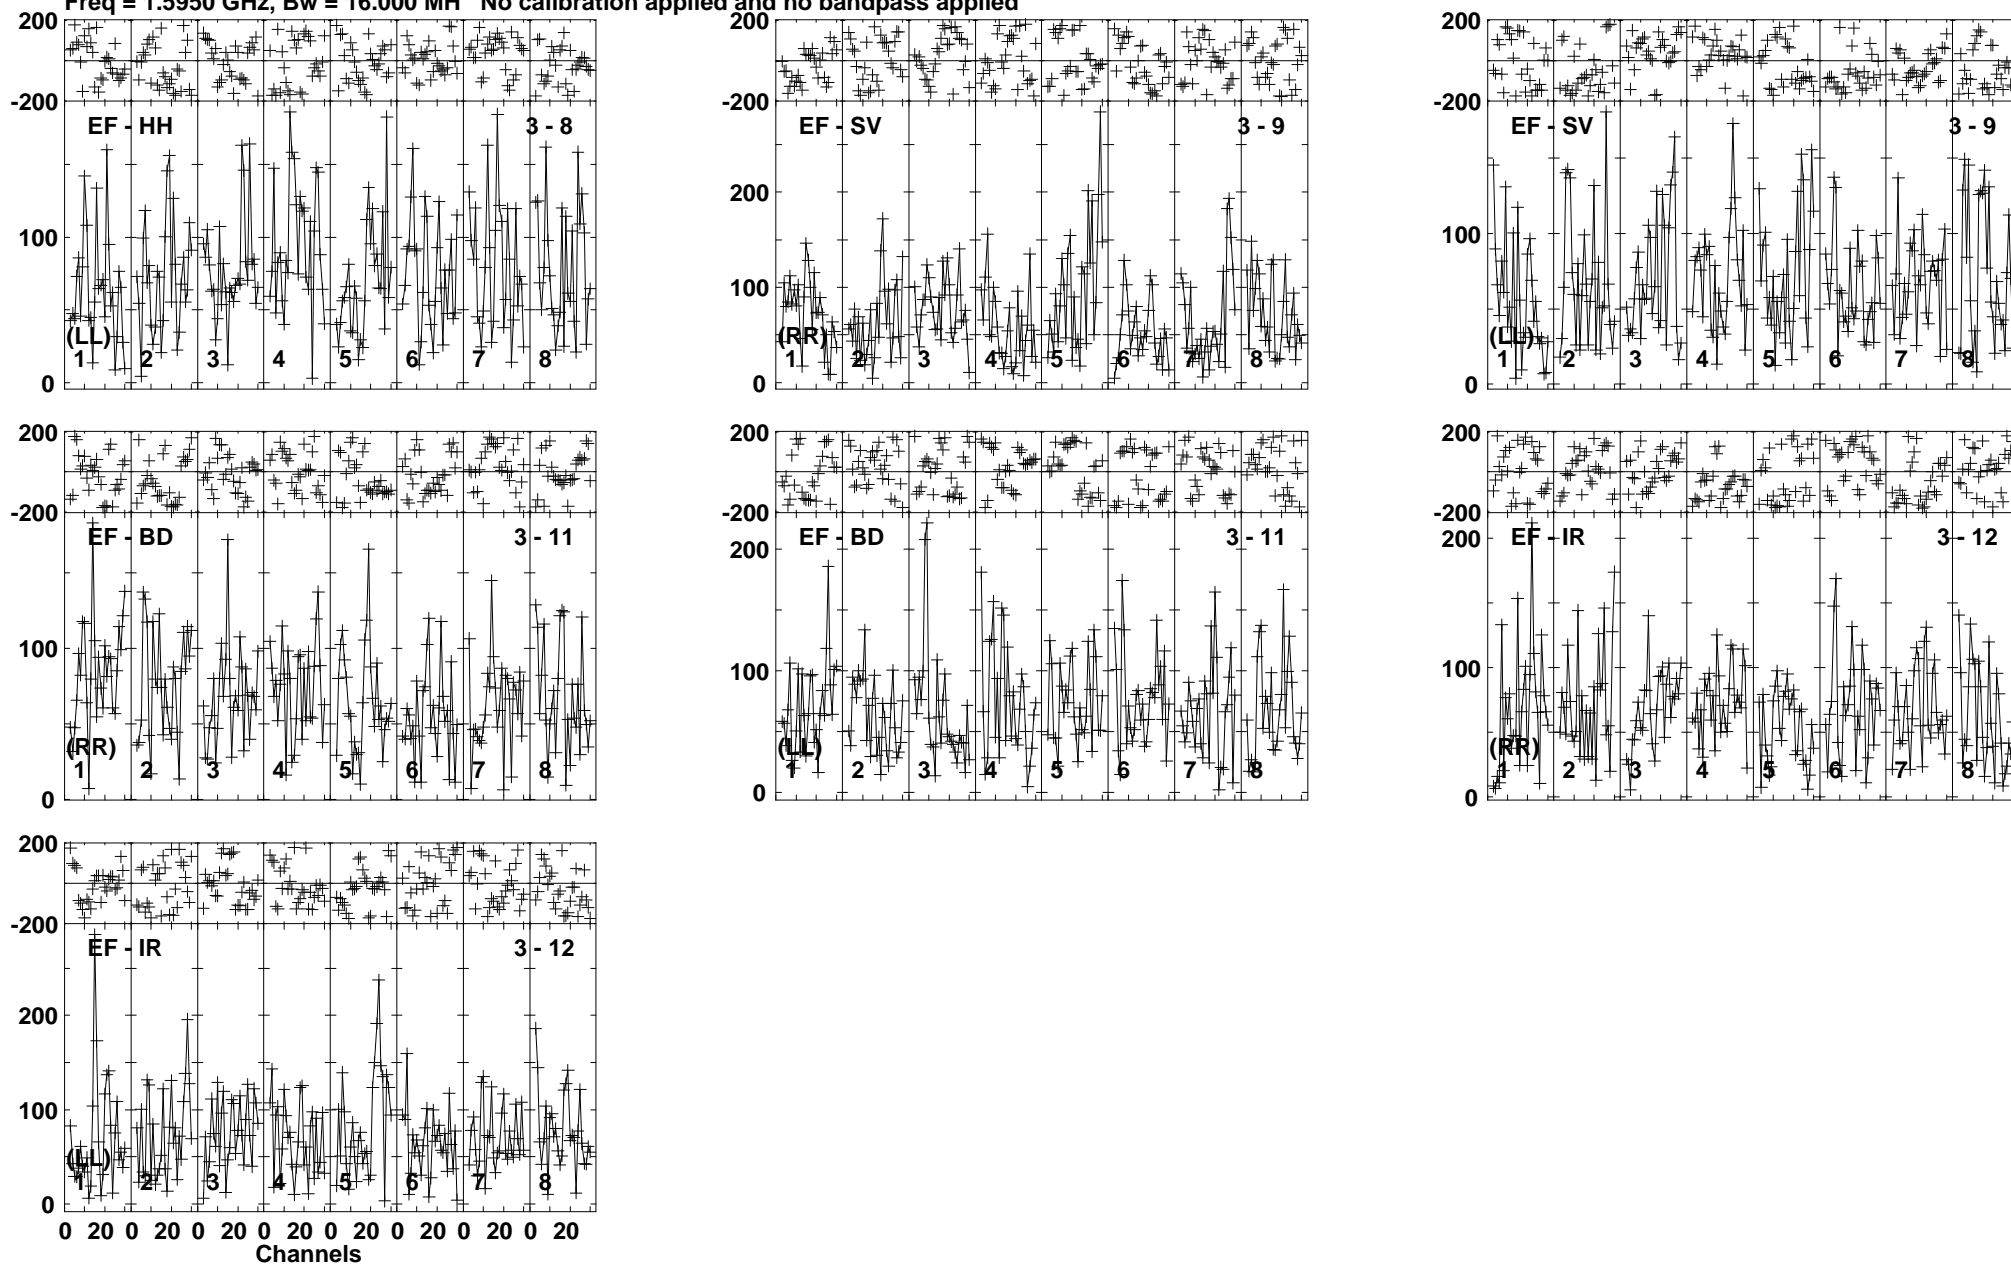 Freq = 1.5950 GHz, Bw = 16.000 MH No calibration applied and no bandpass applied
200
-200
EF - HH 3 - 8
100
(LL)
1 2 3 4 5 6 7 8
0
200
-200
EF - SV 3 - 9
200
100
(RR)
1 2 3 4 5 6 7 8
0
200
-200
EF - SV 3 - 9
100
(LL)
1 2 3 4 5 6 7 8
0
200
-200
EF - BD 3 - 11
100
(RR)
1 2 3 4 5 6 7 8
0
200
-200
EF - BD 3 - 11
200
100
(LL)
1 2 3 4 5 6 7 8
0
200
-200
EF - IR 3 - 12
200
100
(RR)
1 2 3 4 5 6 7 8
0
200
-200
EF - IR 3 - 12
200
100
(LL)
1 2 3 4 5 6 7 8
0
0 20 0 20 0 20 0 20 0 20 0 20 0 20 0 20
Channels